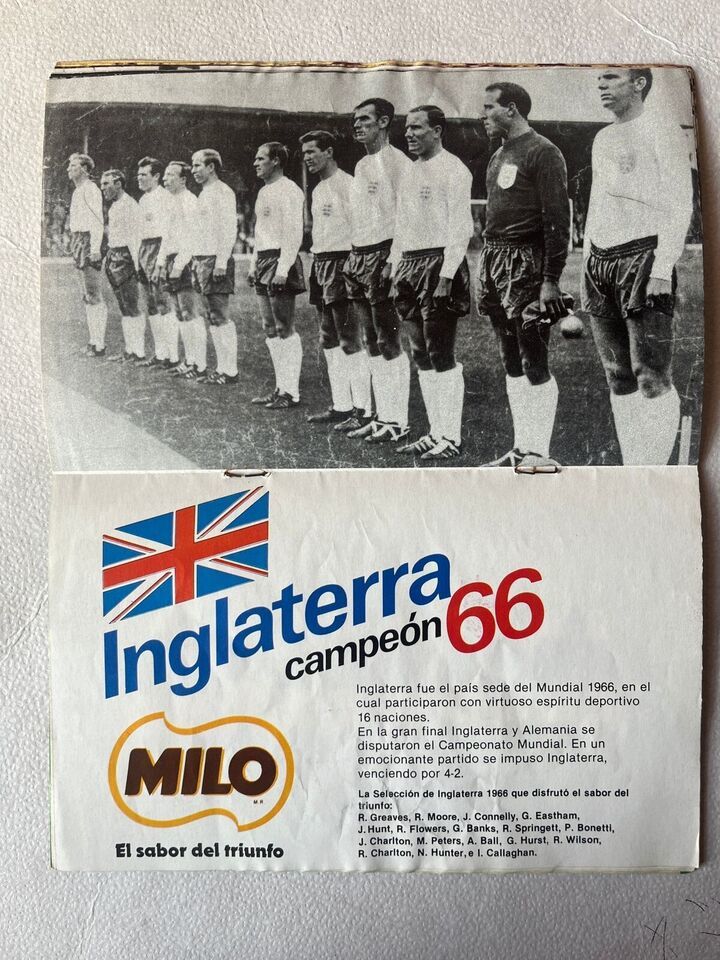 Inglaterra
campeón 66
Inglaterra fue el país sede del Mundial 1966, en el
cual participaron con virtuoso espíritu deportivo
16 naciones.
En la gran final Inglaterra y Alemania se
disputaron el Campeonato Mundial. En un
emocionante partido se impuso Inglaterra,
venciendo por 4-2.
MILO
M.R.
El sabor del triunfo
La Selección de Inglaterra 1966 que disfrutó el sabor del
triunfo:
R. Greaves, R. Moore, J. Connelly, G. Eastham,
J. Hunt, R. Flowers, G. Banks, R. Springett, P. Bonetti,
J. Charlton, M. Peters, A. Ball, G. Hurst, R. Wilson,
R. Charlton, N. Hunter, e I. Callaghan.